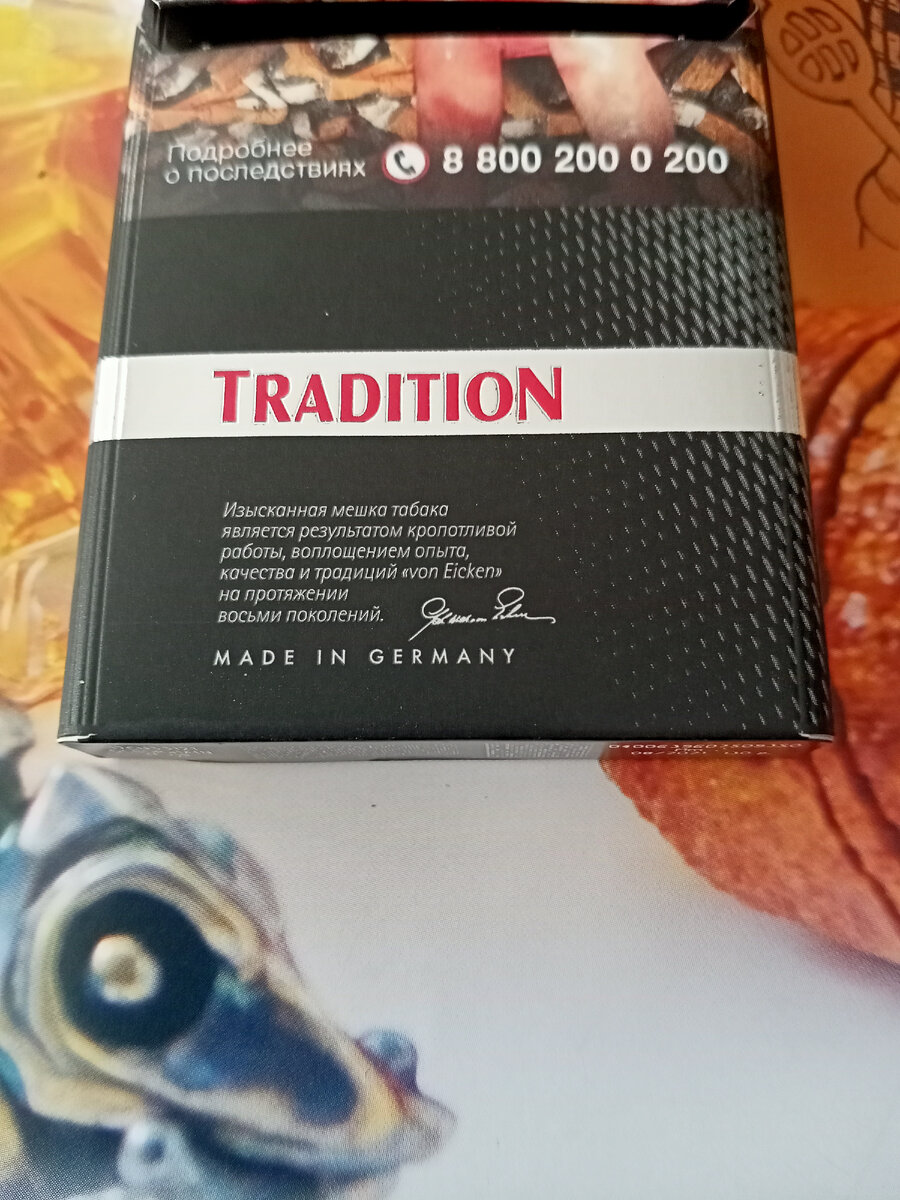 Подробнее
о последствиях 8 800 200 0 200
TRADITION
Изысканная мешка табака
является результатом кропотливой
работы, воплощением опыта,
качества и традиций «von Eicken»
на протяжении
восьми поколений.
MADE IN GERMANY